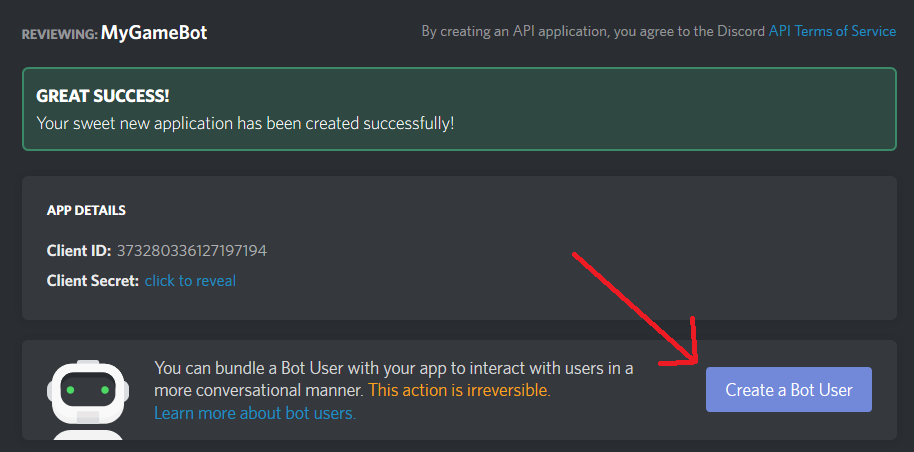 REVIEWING: MyGameBot
By creating an API application, you agree to the Discord API Terms of Service
GREAT SUCCESS!
Your sweet new application has been created successfully!
APP DETAILS
Client ID: 373280336127197194
Client Secret: click to reveal
You can bundle a Bot User with your app to interact with users in a
more conversational manner. This action is irreversible.
Learn more about bot users.
Create a Bot User